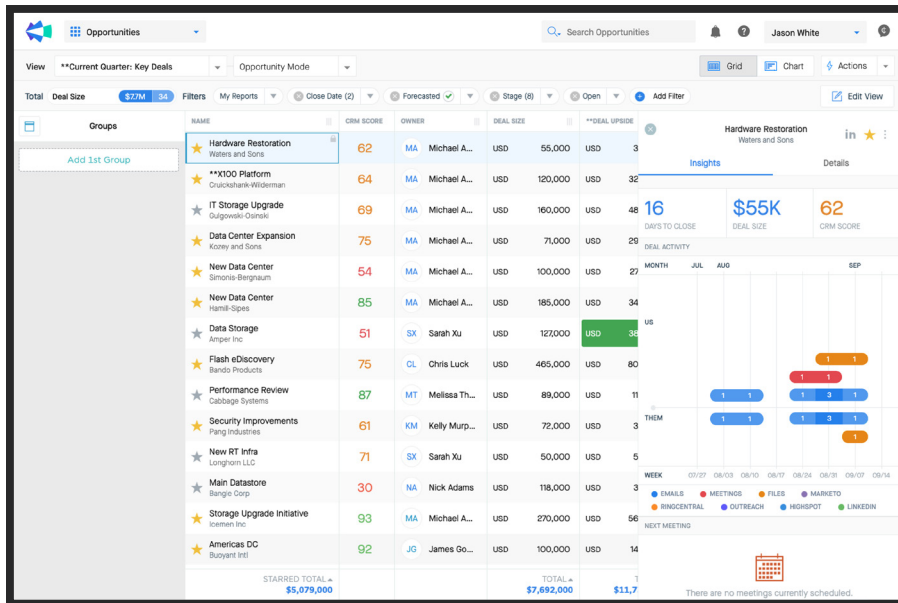 Opportunities
Search Opportunities
Jason White
View
**Current Quarter: Key Deals
Opportunity Mode
Grid
Chart
Actions
Total Deal Size $7.7M 34 Filters My Reports Close Date (2) Forecasted Stage (8) Open Add Filter
Edit View
Groups
Add 1st Group
NAME CRM SCORE OWNER DEAL SIZE **DEAL UPSIDE
Hardware Restoration 62 MA Michael A... USD 55,000 USD 3
Waters and Sons
**X100 Platform 64 MA Michael A... USD 120,000 USD 32
Cruickshank-Wilderman
IT Storage Upgrade 69 MA Michael A... USD 160,000 USD 48
Gulgowski-Osinski
Data Center Expansion 75 MA Michael A... USD 71,000 USD 29
Kozey and Sons
New Data Center 54 MA Michael A... USD 100,000 USD 27
Simonis-Bergnaum
New Data Center 85 MA Michael A... USD 185,000 USD 34
Hamill-Sipes
Data Storage 51 SX Sarah Xu USD 127,000 USD 38
Amper Inc
Flash eDiscovery 75 CL Chris Luck USD 465,000 USD 80
Bando Products
Performance Review 87 MT Melissa Th... USD 89,000 USD 11
Cabbage Systems
Security Improvements 61 KM Kelly Murp... USD 72,000 USD 3
Pang Industries
New RT Infra 71 SX Sarah Xu USD 50,000 USD 5
Longhorn LLC
Main Datastore 30 NA Nick Adams USD 118,000 USD 3
Bangie Corp
Storage Upgrade Initiative 93 MA Michael A... USD 270,000 USD 56
Icemen Inc
Americas DC 92 JG James Go... USD 100,000 USD 14
Buoyant Intl
STARRED TOTAL TOTAL T
$5,079,000 $7,692,000 $11,7
Hardware Restoration
Waters and Sons
in
Insights Details
16 $55K 62
DAYS TO CLOSE DEAL SIZE CRM SCORE
DEAL ACTIVITY
MONTH JUL AUG SEP
US
1 1
1 1
1 1 1 3 1
THEM 1 1 1 3 1
1
WEEK 07/27 08/03 08/10 08/17 08/24 08/31 09/07 09/14
EMAILS MEETINGS FILES MARKETO
RINGCENTRAL OUTREACH HIGHSPOT LINKEDIN
NEXT MEETING
There are no meetings currently scheduled.